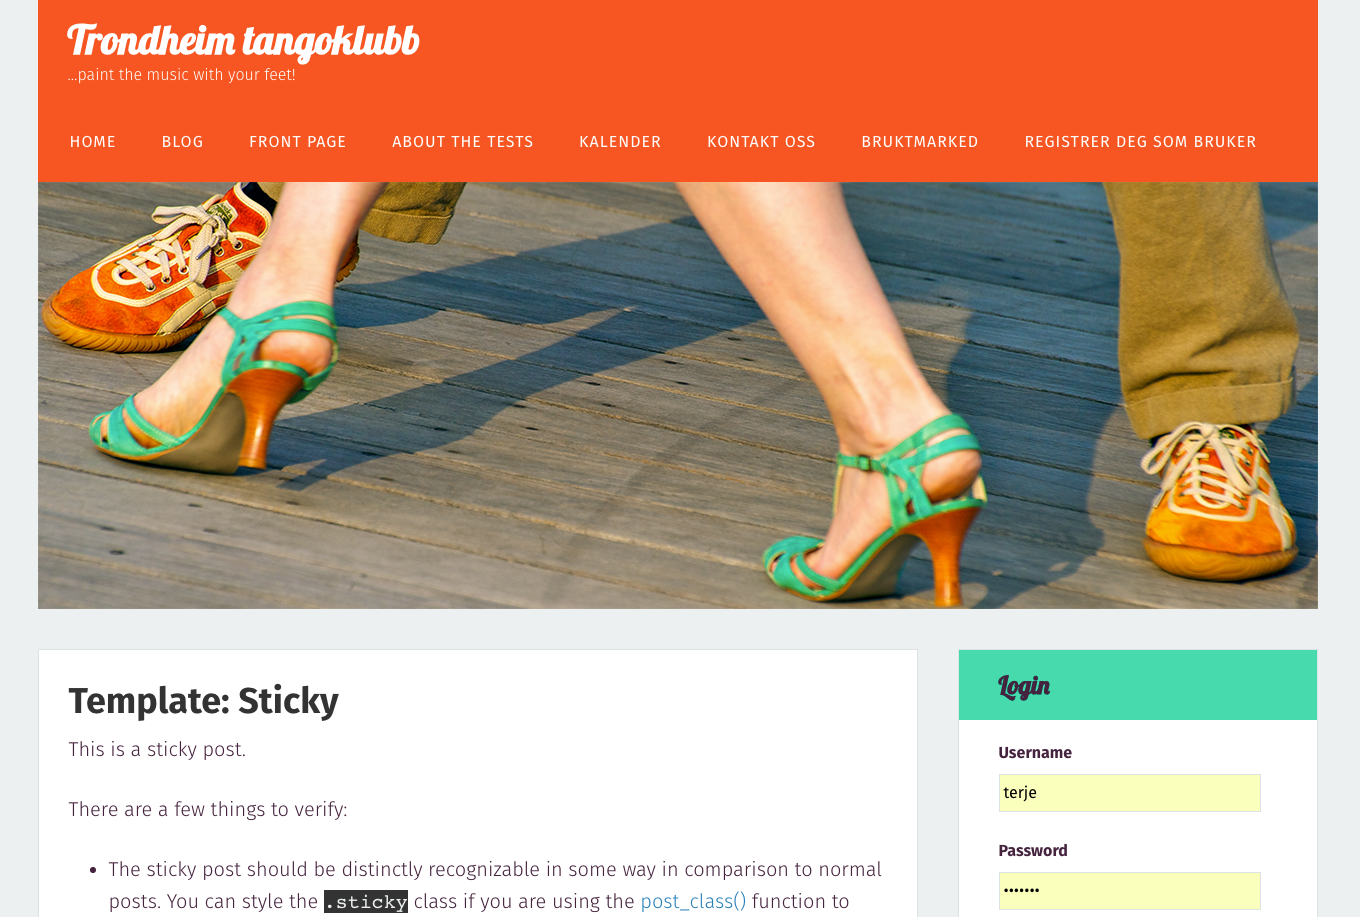 Trondheim tangoklubb
...paint the music with your feet!
HOME BLOG FRONT PAGE ABOUT THE TESTS KALENDER KONTAKT OSS BRUKTMARKED REGISTRER DEG SOM BRUKER
Template: Sticky
This is a sticky post.
There are a few things to verify:
• The sticky post should be distinctly recognizable in some way in comparison to normal
posts. You can style the .sticky class if you are using the post_class() function to
Login
Username
terje
Password
•••••••